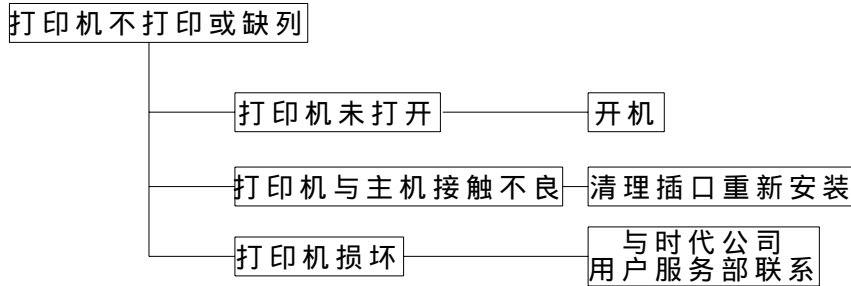 打印机不打印或缺列
打印机未打开
开机
打印机与主机接触不良
清理插口重新安装
打印机损坏
与时代公司
用户服务部联系